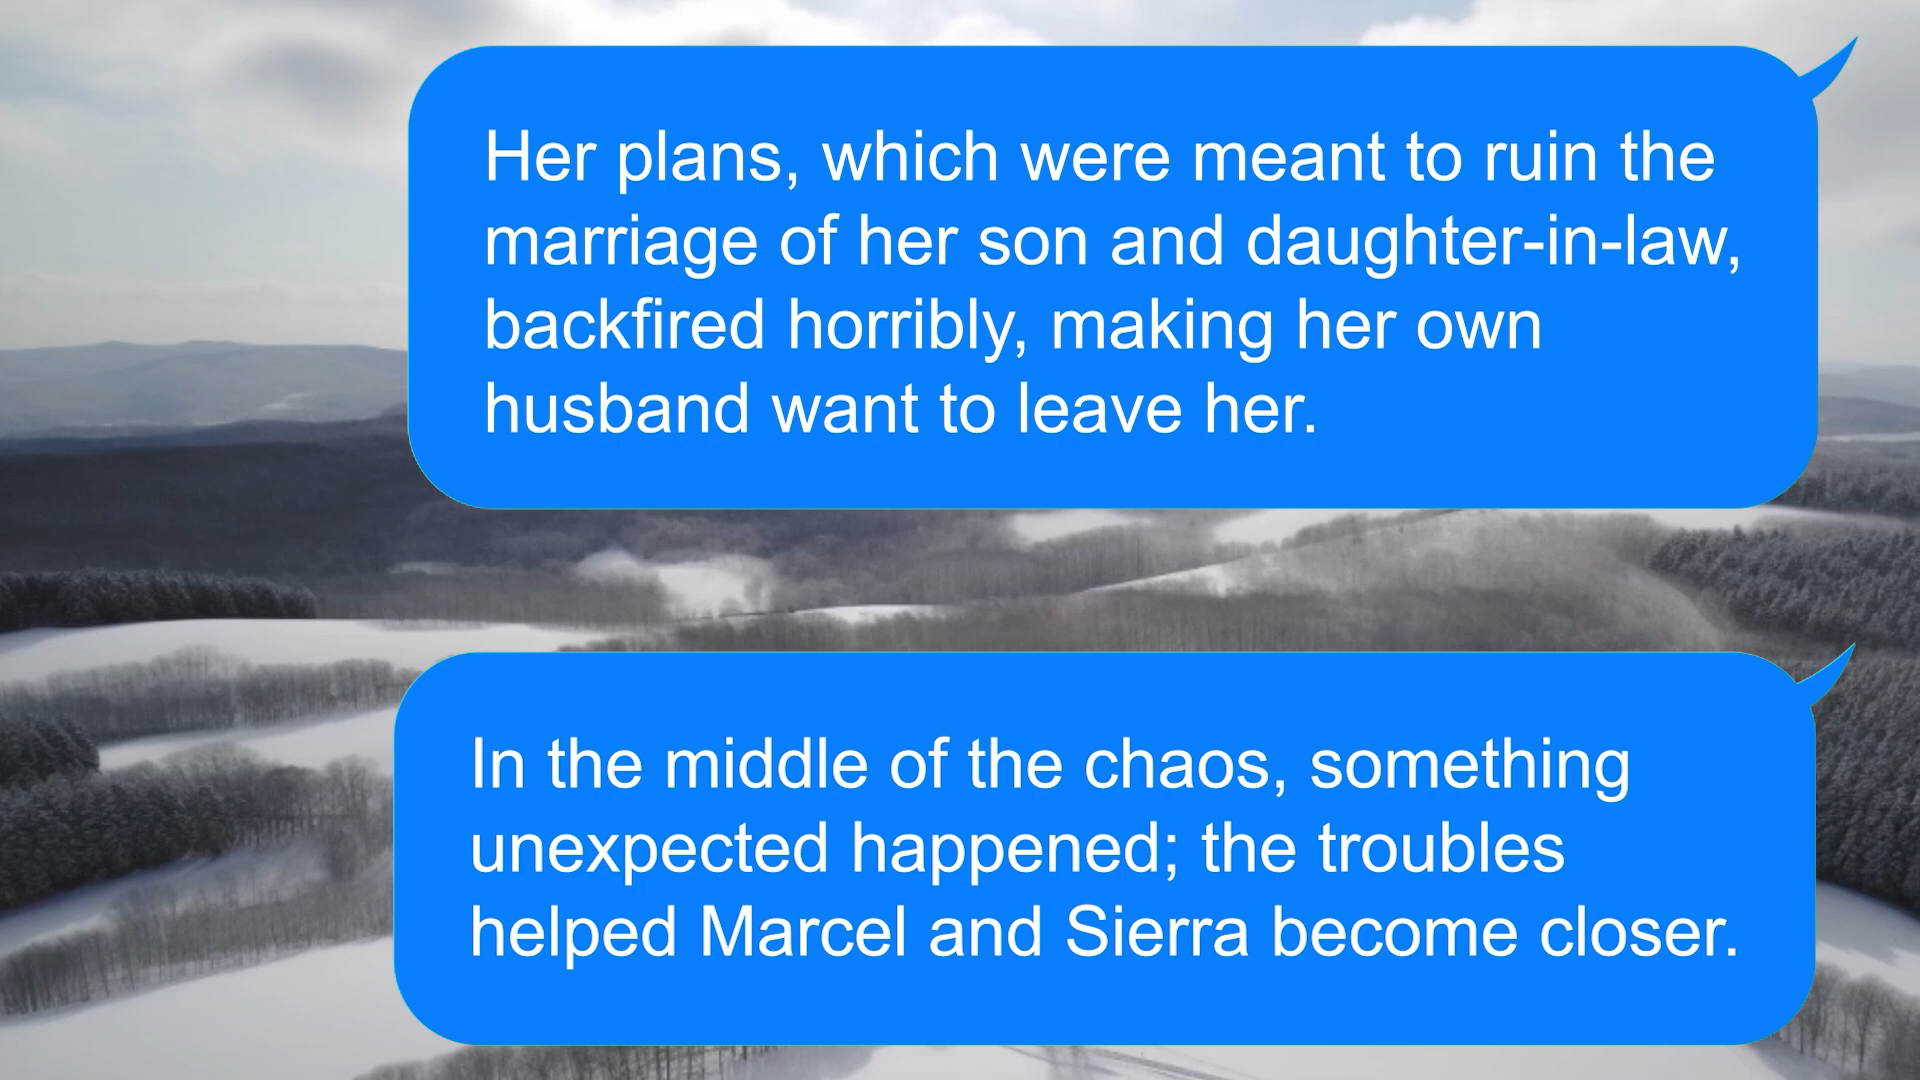 Her plans, which were meant to ruin the
marriage of her son and daughter-in-law,
backfired horribly, making her own
husband want to leave her.
In the middle of the chaos, something
unexpected happened; the troubles
helped Marcel and Sierra become closer.